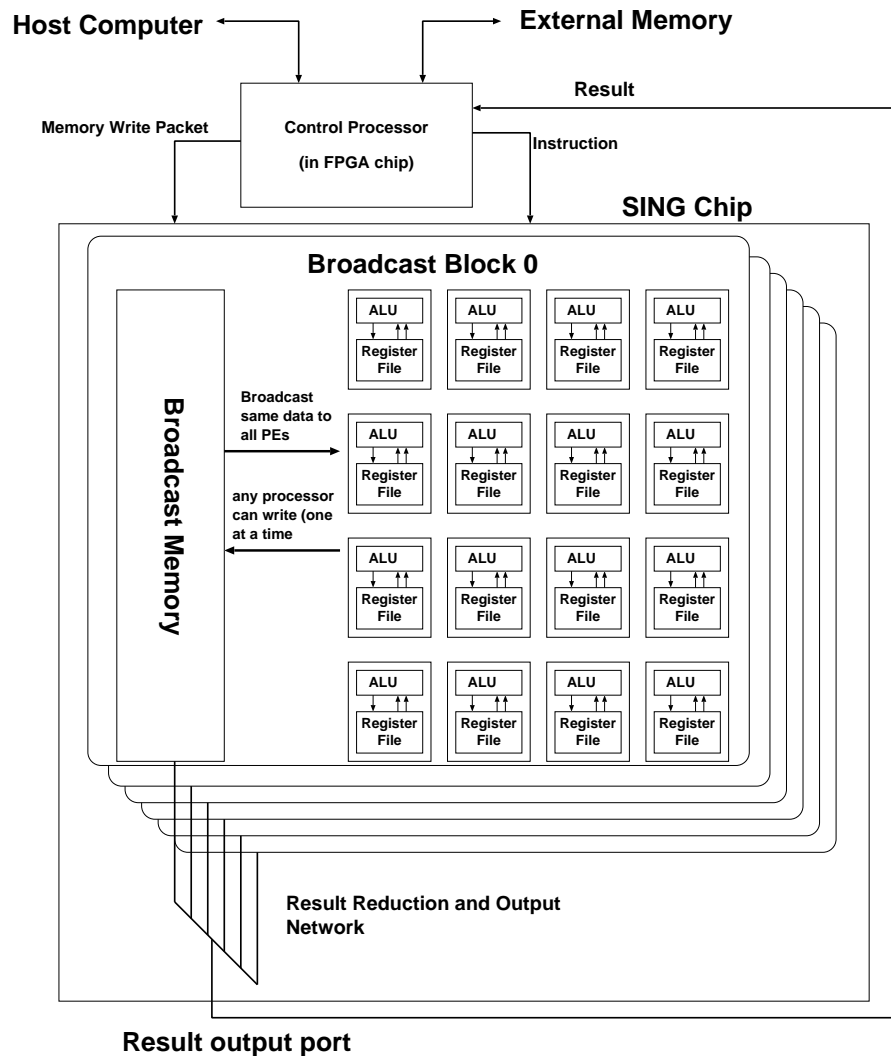 Host Computer
External Memory
Result
Memory Write Packet
Control Processor
(in FPGA chip)
Instruction
SING Chip
Broadcast Block 0
Broadcast Memory
Broadcast
same data to
all PEs
any processor
can write (one
at a time
ALU
Register
File
ALU
Register
File
ALU
Register
File
ALU
Register
File
ALU
Register
File
ALU
Register
File
ALU
Register
File
ALU
Register
File
ALU
Register
File
ALU
Register
File
ALU
Register
File
ALU
Register
File
ALU
Register
File
ALU
Register
File
ALU
Register
File
ALU
Register
File
Result Reduction and Output
Network
Result output port